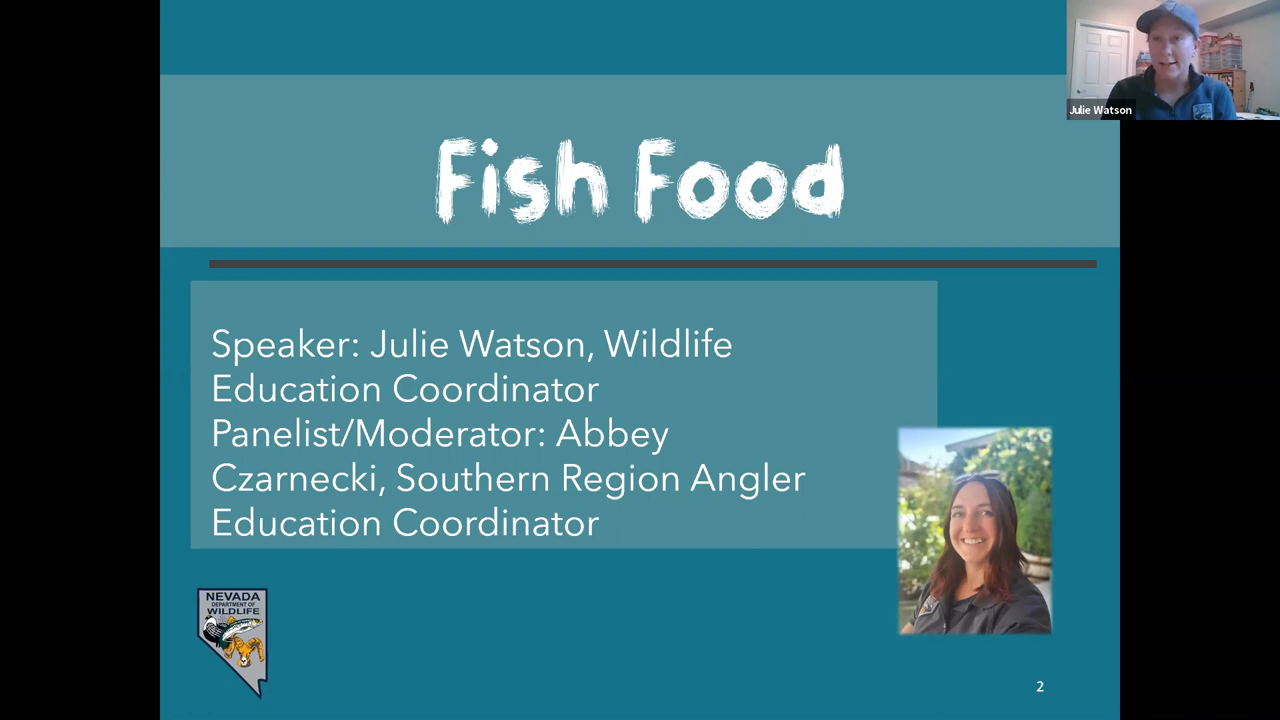 Julie Watson
Fish Food
Speaker: Julie Watson, Wildlife
Education Coordinator
Panelist/Moderator: Abbey
Czarnecki, Southern Region Angler
Education Coordinator
NEVADA
DEPARTMENT OF
WILDLIFE
2